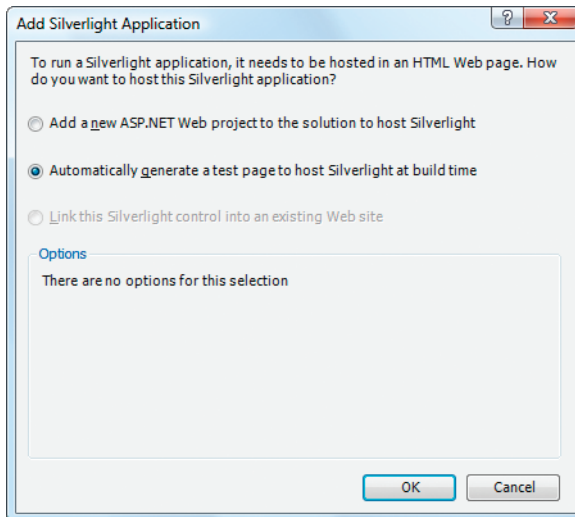 Add Silverlight Application
?
To run a Silverlight application, it needs to be hosted in an HTML Web page. How
do you want to host this Silverlight application?
Add a new ASP.NET Web project to the solution to host Silverlight
Automatically generate a test page to host Silverlight at build time
Link this Silverlight control into an existing Web site
Options
There are no options for this selection
OK Cancel